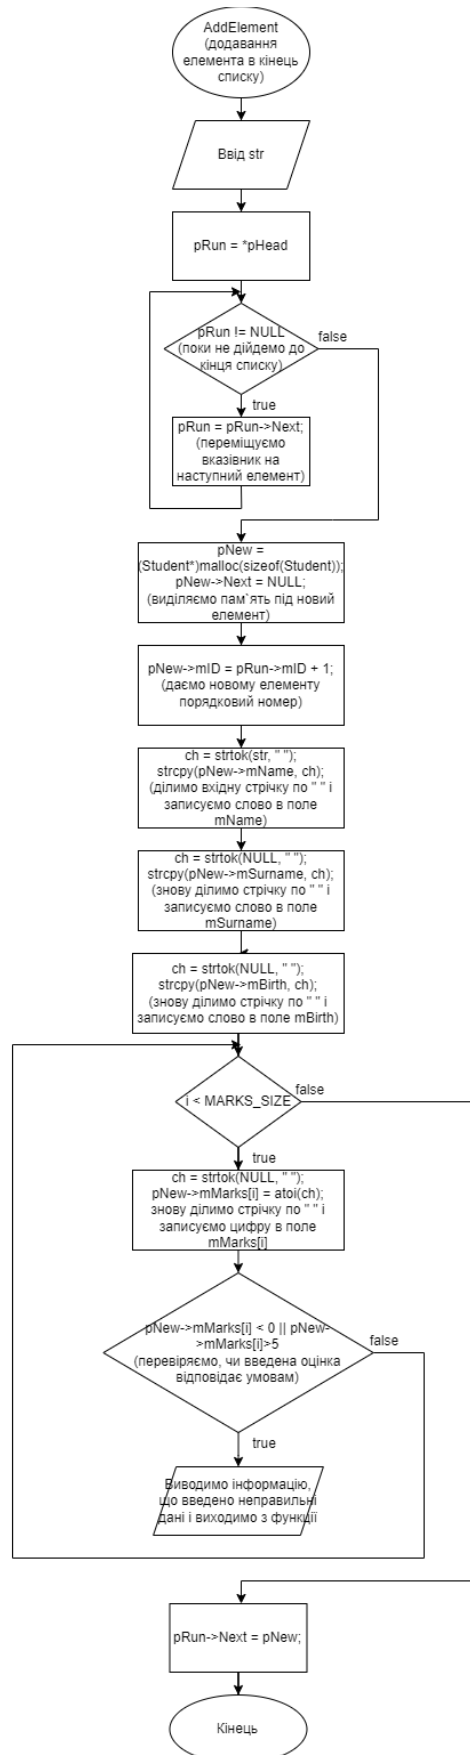 AddElement
(додавання
елемента в кінець
списку)
Ввід str
pRun = *pHead
pRun != NULL
(поки не дійдемо до
кінця списку)
false
true
pRun = pRun->Next;
(переміщуємо
вказівник на
наступний елемент)
pNew =
(Student*)malloc(sizeof(Student));
pNew->Next = NULL;
(виділяємо пам`ять під новий
елемент)
pNew->mID = pRun->mID + 1;
(даємо новому елементу
порядковий номер)
ch = strtok(str, " ");
strcpy(pNew->mName, ch);
(ділимо вхідну стрічку по " " і
записуємо слово в поле
mName)
ch = strtok(NULL, " ");
strcpy(pNew->mSurname, ch);
(знову ділимо стрічку по " " і
записуємо слово в поле
mSurname)
ch = strtok(NULL, " ");
strcpy(pNew->mBirth, ch);
(знову ділимо стрічку по " " і
записуємо слово в поле mBirth)
i < MARKS_SIZE
false
true
ch = strtok(NULL, " ");
pNew->mMarks[i] = atoi(ch);
знову ділимо стрічку по " " і
записуємо цифру в поле
mMarks[i]
pNew->mMarks[i] < 0 || pNew-
>mMarks[i]>5
(перевіряємо, чи введена оцінка
відповідає умовам)
false
true
Виводимо інформацію,
що введено неправильні
дані і виходимо з функції
pRun->Next = pNew;
Кінець